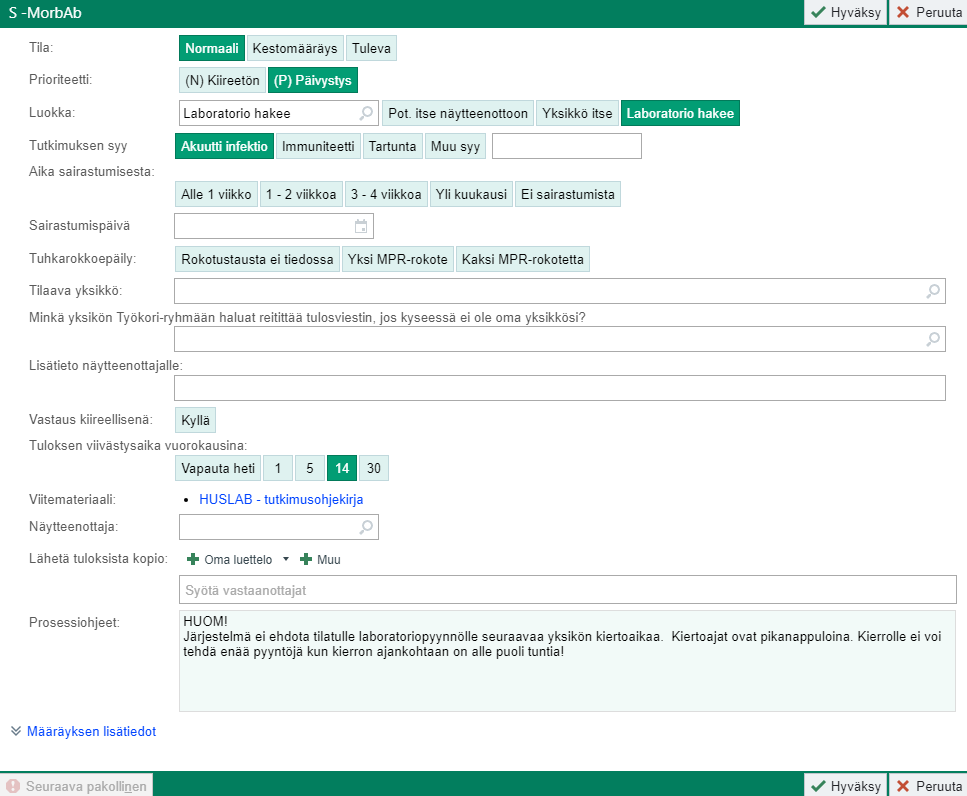 S -MorbAb Hyväksy Peruuta
Tila: Normaali Kestomääräys Tuleva
Prioriteetti: (N) Kiireetön (P) Päivystys
Luokka: Laboratorio hakee Pot. itse näytteenottoon Yksikkö itse Laboratorio hakee
Tutkimuksen syy Akuutti infektio Immuniteetti Tartunta Muu syy
Aika sairastumisesta:
Alle 1 viikko 1 - 2 viikkoa 3 - 4 viikkoa Yli kuukausi Ei sairastumista
Sairastumispäivä
Tuhkarokkoepäily: Rokotustausta ei tiedossa Yksi MPR-rokote Kaksi MPR-rokotetta
Tilaava yksikkö:
Minkä yksikön Työkori-ryhmään haluat reitittää tulosviestin, jos kyseessä ei ole oma yksikkösi?
Lisätieto näytteenottajalle:
Vastaus kiireellisenä: Kyllä
Tuloksen viivästysaika vuorokausina:
Vapauta heti 1 5 14 30
Viitemateriaali: • HUSLAB - tutkimusohjekirja
Näytteenottaja:
Lähetä tuloksista kopio: Oma luettelo Muu
Syötä vastaanottajat
Prosessiohjeet: HUOM!
Järjestelmä ei ehdota tilatulle laboratoriopyynnölle seuraavaa yksikön kiertoaikaa. Kiertoajat ovat pikanappuloina. Kierrolle ei voi
tehdä enää pyyntöjä kun kierron ajankohtaan on alle puoli tuntia!
Määräyksen lisätiedot
Seuraava pakollinen Hyväksy Peruuta